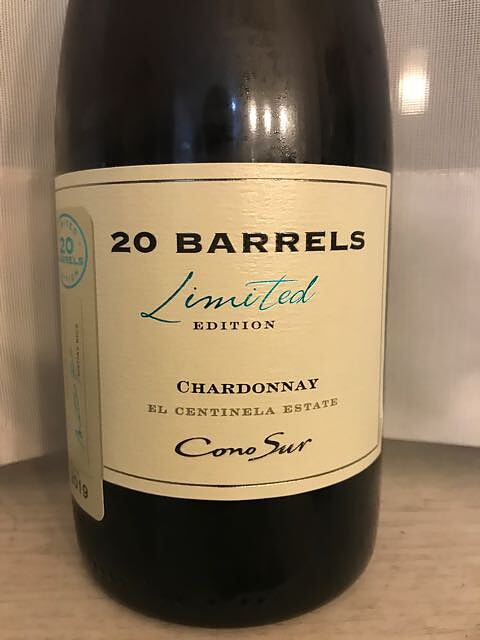 20 BARRELS
Limited
EDITION
CHARDONNAY
EL CENTINELA ESTATE
Cono Sur
20
BARRELS
2019